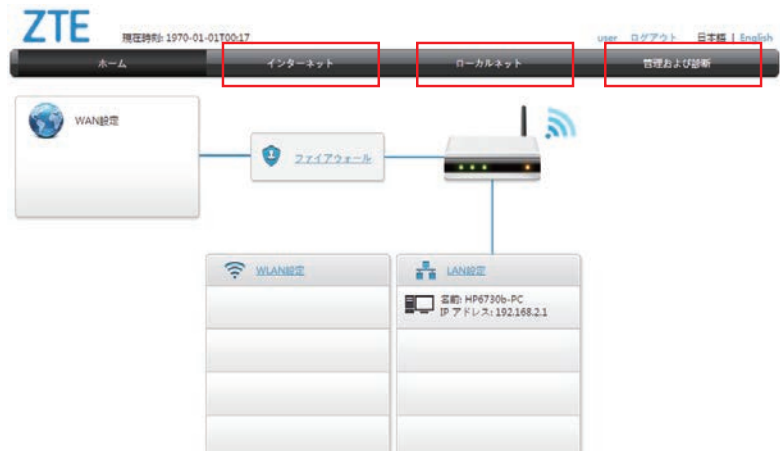 ZTE
現在時刻: 1970-01-01T00:17
user ログアウト 日本語 | English
ホーム インターネット ローカルネット 管理および診断
WAN設定
ファイアウォール
WLAN設定 LAN設定
名前: HP6730b-PC
IP アドレス: 192.168.2.1